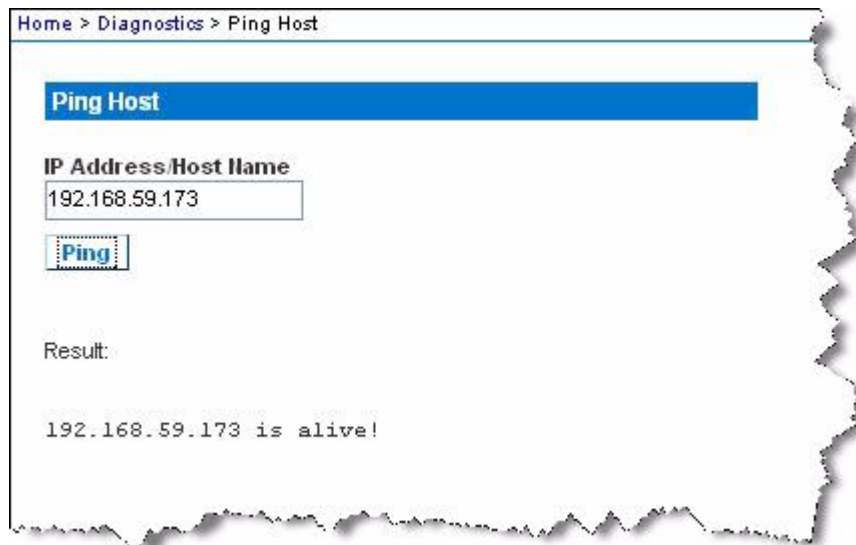 Home > Diagnostics > Ping Host
Ping Host
IP Address/Host Name
192.168.59.173
Ping
Result:
192.168.59.173 is alive!